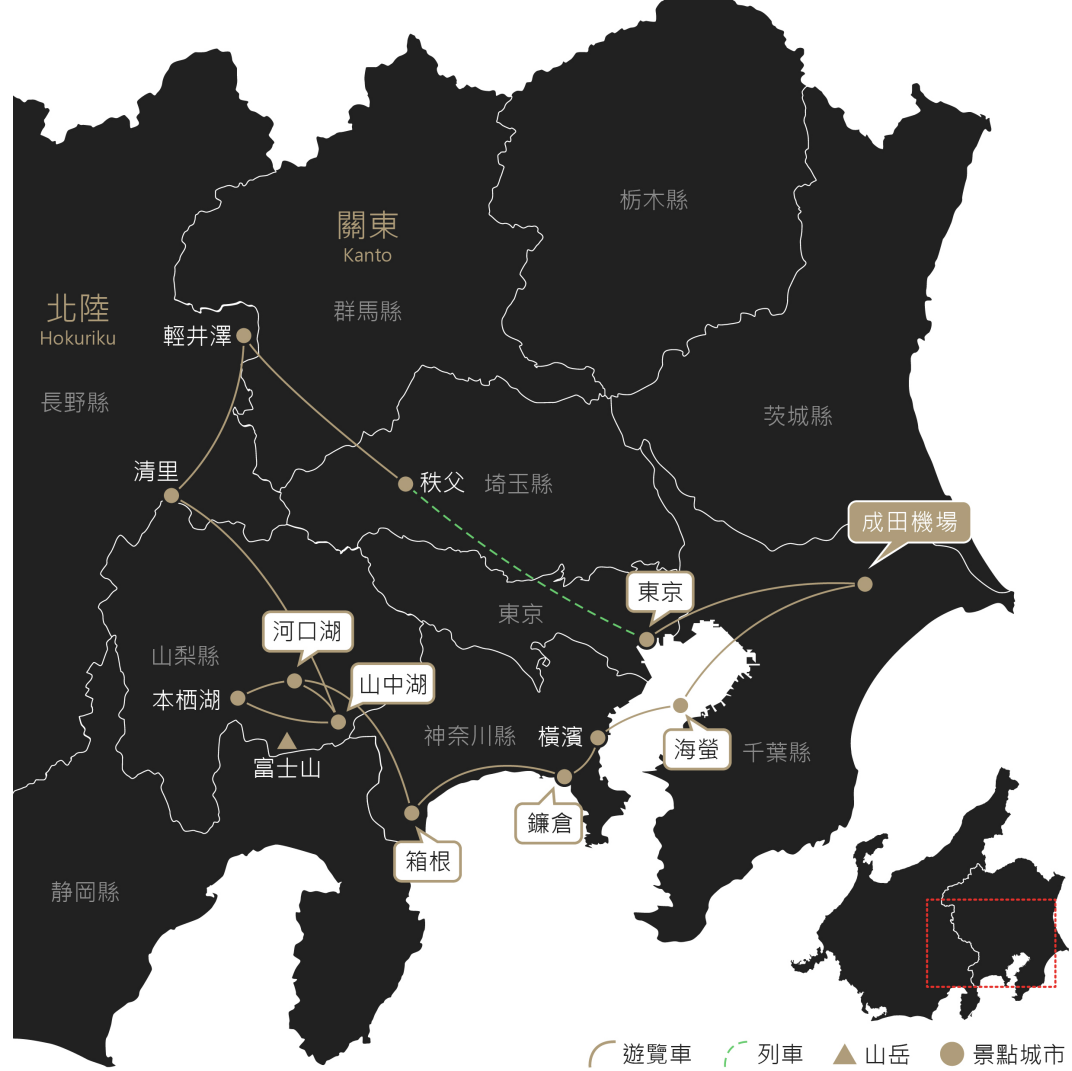 栃木縣
關東
Kanto
群馬縣
北陸
Hokuriku
輕井澤
長野縣
茨城縣
清里
秩父
埼玉縣
成田機場
東京
東京
河口湖
山梨縣
山中湖
本栖湖
神奈川縣
橫濱
海螢
千葉縣
富士山
鐮倉
箱根
静岡縣
遊覽車
列車
山岳
景點城市